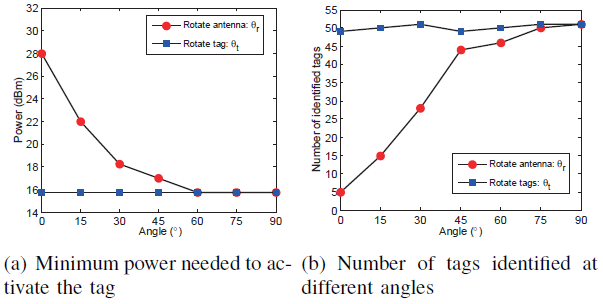 32
30
28
26
24
22
20
18
16
14
Power (dBm)
Rotate antenna: θr
Rotate tag: θt
0 15 30 45 60 75 90
Angle (°)
55
50
45
40
35
30
25
20
15
10
5
0
Number of identified tags
Rotate antenna: θr
Rotate tags: θt
0 15 30 45 60 75 90
Angle (°)
(a) Minimum power needed to ac-
tivate the tag
(b) Number of tags identified at
different angles